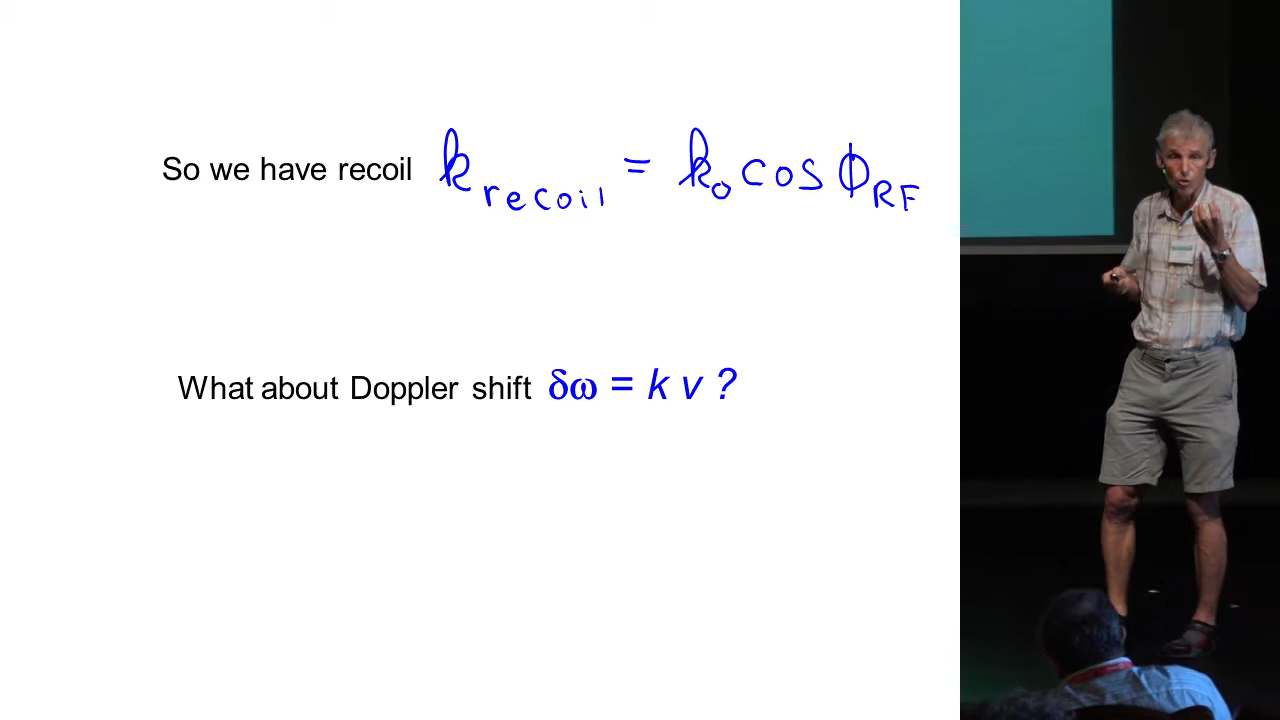 So we have recoil k_recoil = k_0 cos ϕ_RF
What about Doppler shift δω = k v ?